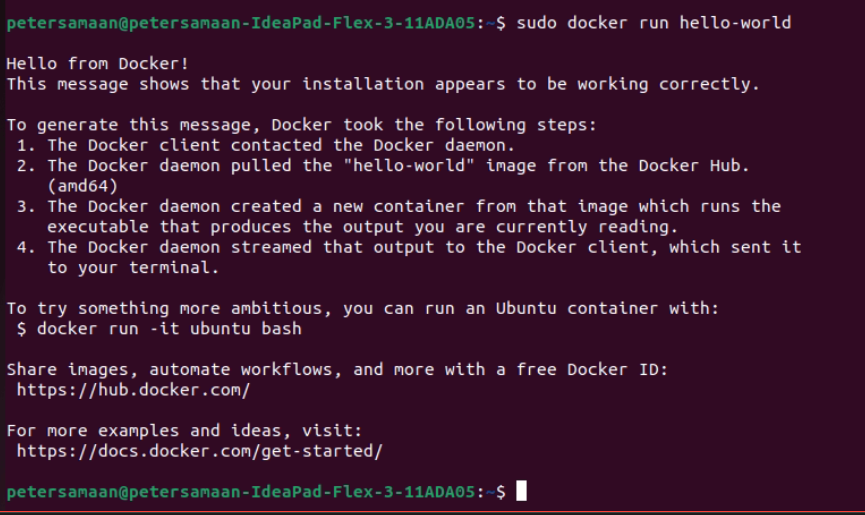 petersamaan@petersamaan-IdeaPad-Flex-3-11ADA05:~$ sudo docker run hello-world
Hello from Docker!
This message shows that your installation appears to be working correctly.
To generate this message, Docker took the following steps:
1. The Docker client contacted the Docker daemon.
2. The Docker daemon pulled the "hello-world" image from the Docker Hub.
(amd64)
3. The Docker daemon created a new container from that image which runs the
executable that produces the output you are currently reading.
4. The Docker daemon streamed that output to the Docker client, which sent it
to your terminal.
To try something more ambitious, you can run an Ubuntu container with:
$ docker run -it ubuntu bash
Share images, automate workflows, and more with a free Docker ID:
https://hub.docker.com/
For more examples and ideas, visit:
https://docs.docker.com/get-started/
petersamaan@petersamaan-IdeaPad-Flex-3-11ADA05:~$